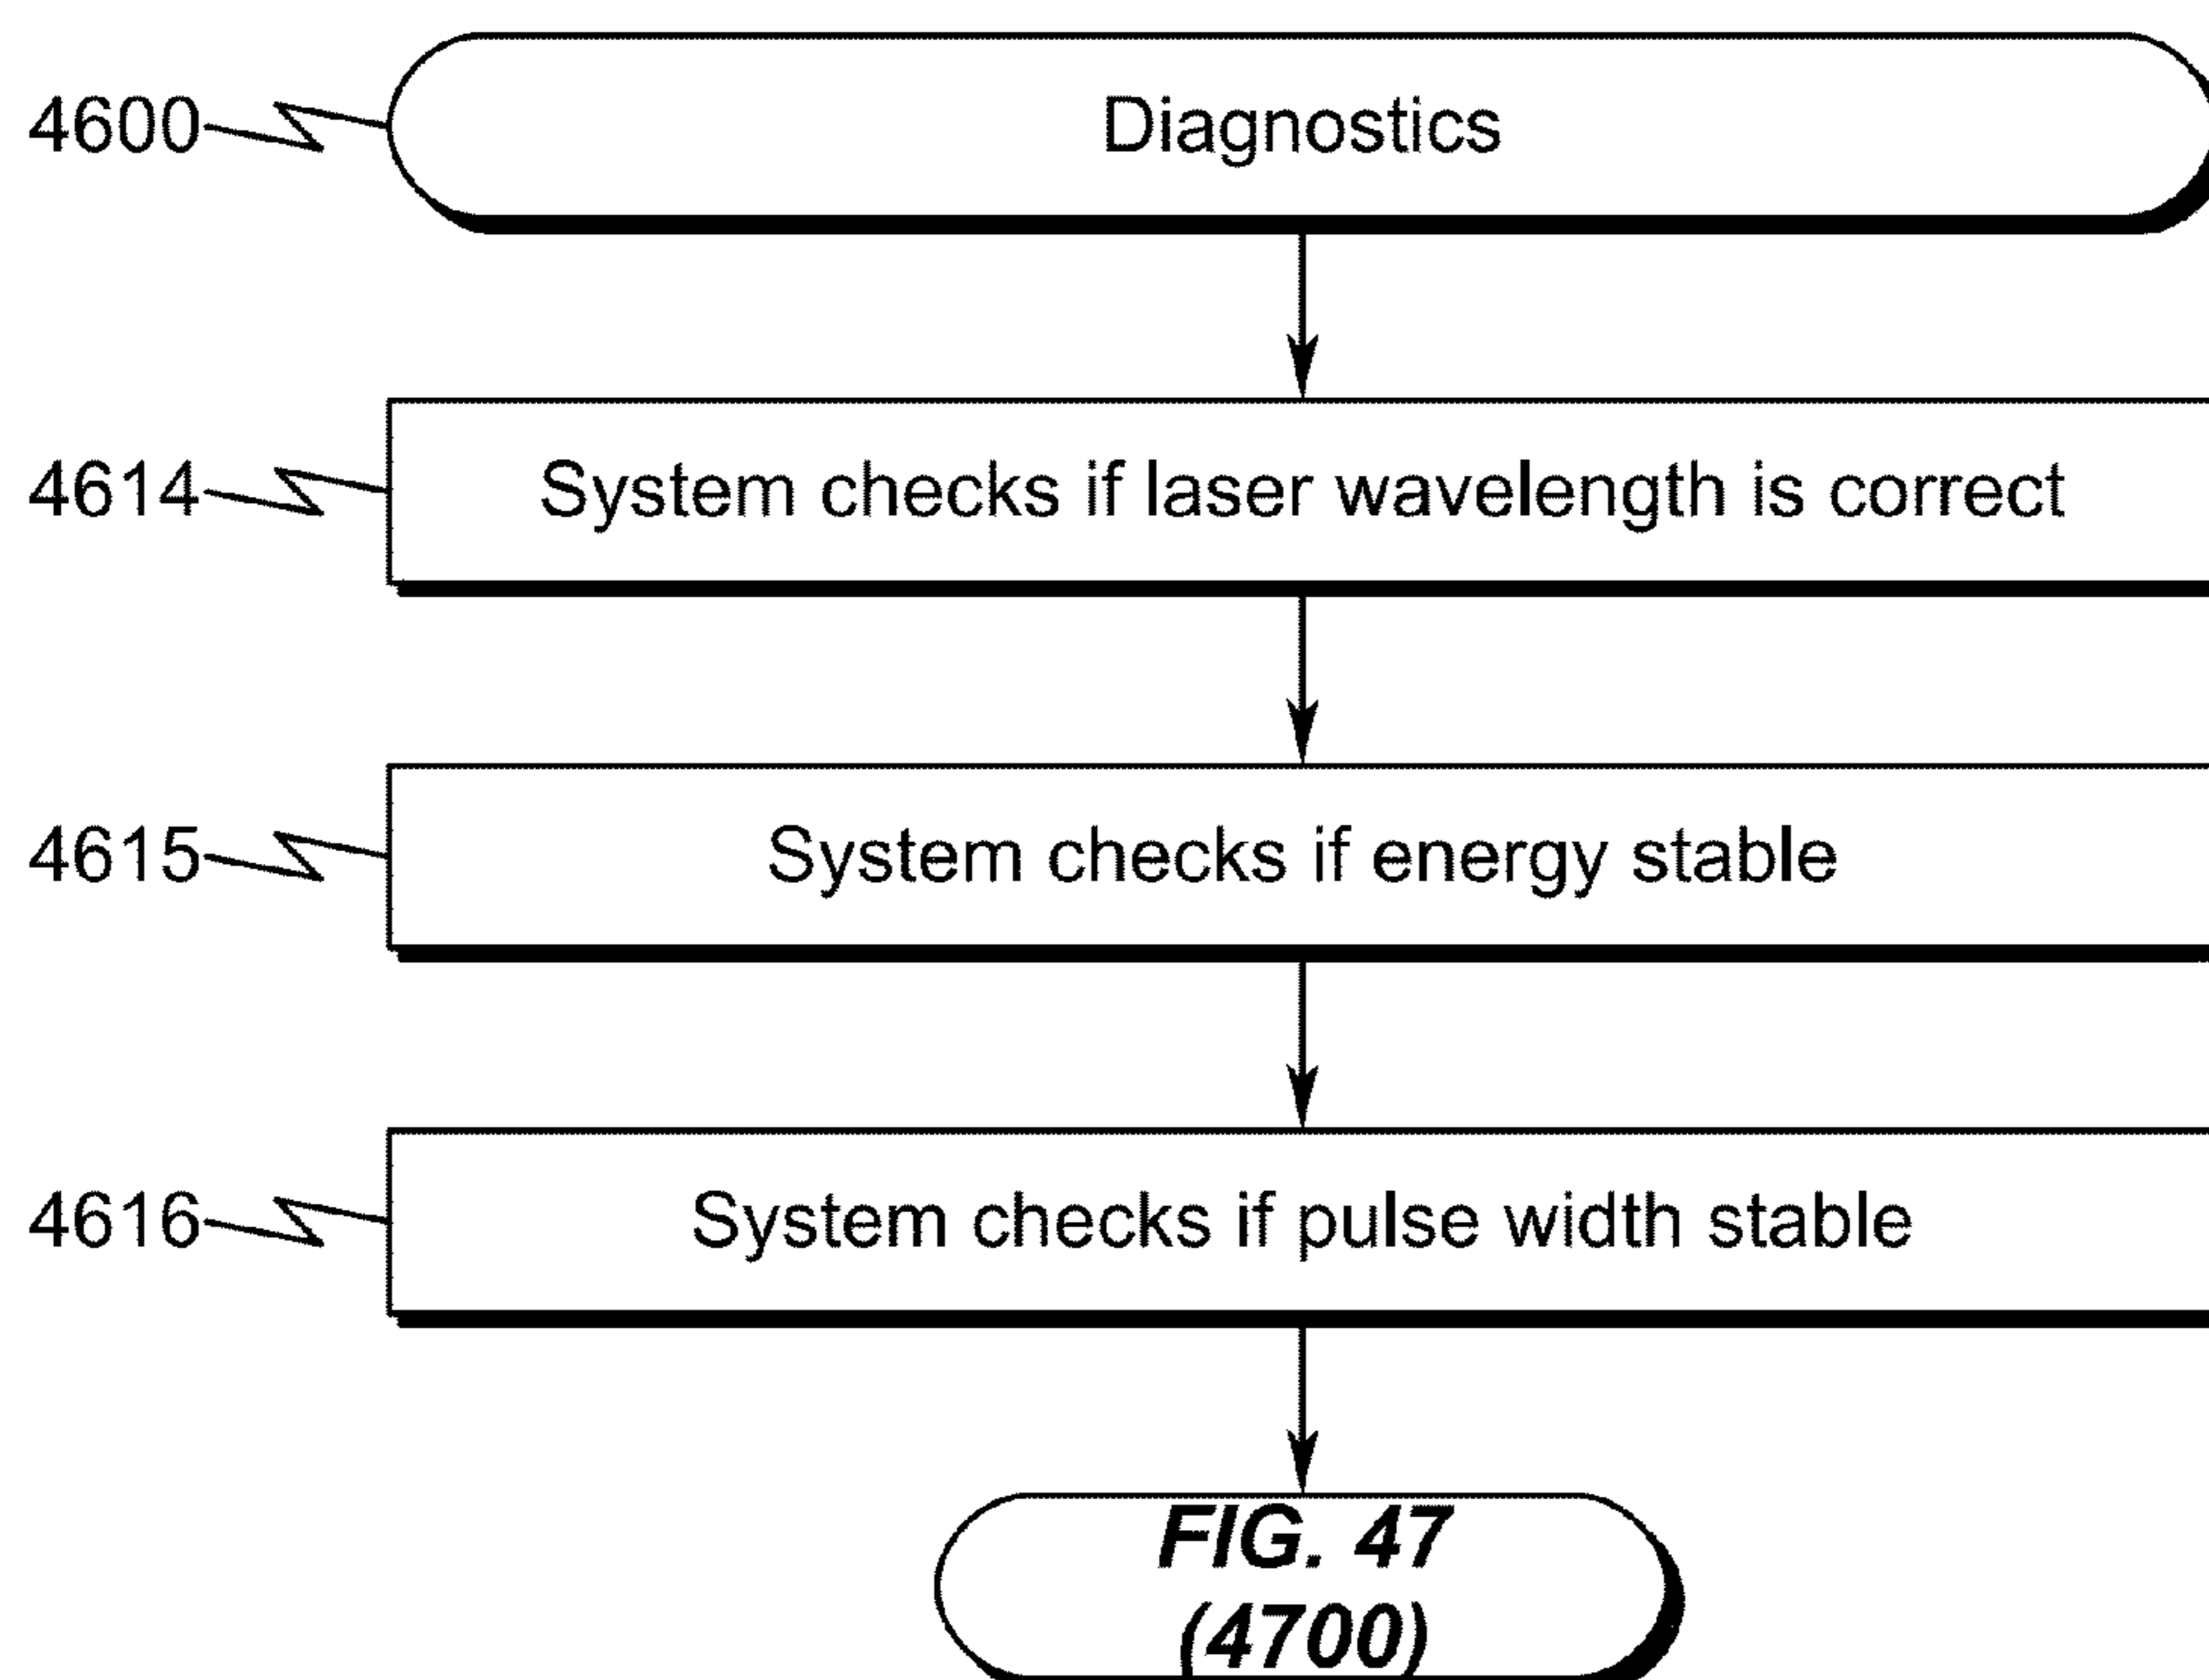 4600
Diagnostics
4614
System checks if laser wavelength is correct
4615
System checks if energy stable
4616
System checks if pulse width stable
FIG. 47
(4700)